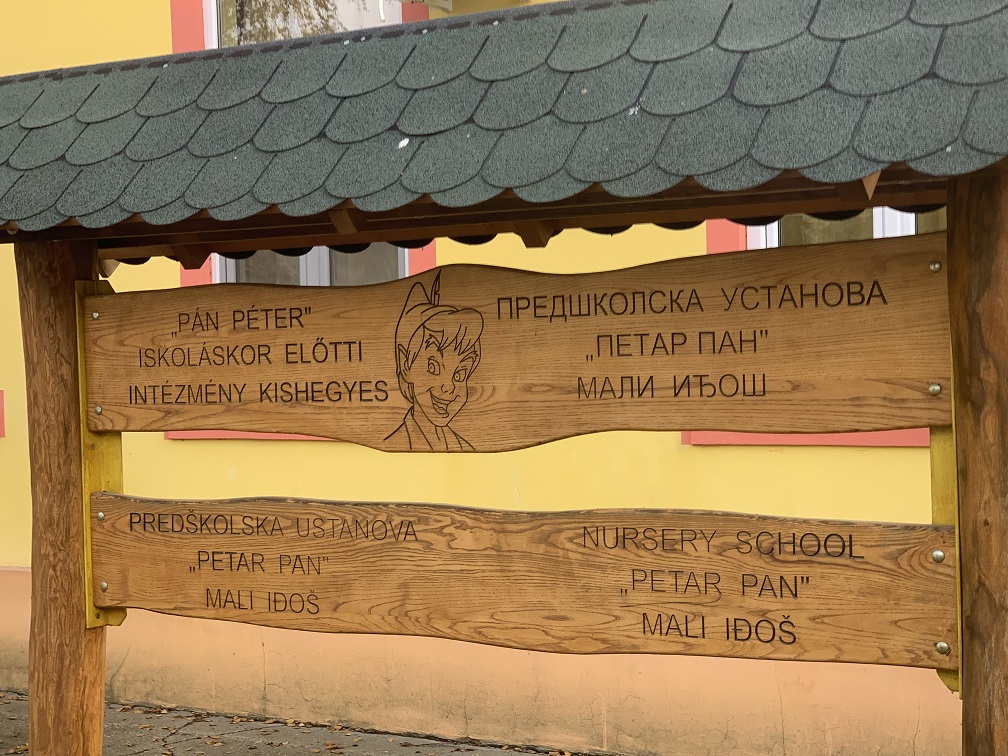 „PÁN PÉTER"
ISKOLÁSKOR ELŐTTI
INTÉZMÉNY KISHEGYES
ПРЕДШКОЛСКА УСТАНОВА
„ПЕТАР ПАН"
МАЛИ ИЂОШ
PREDŠKOLSKA USTANOVA
„PETAR PAN"
MALI IĐOŠ
NURSERY SCHOOL
„PETAR PAN"
MALI IĐOŠ